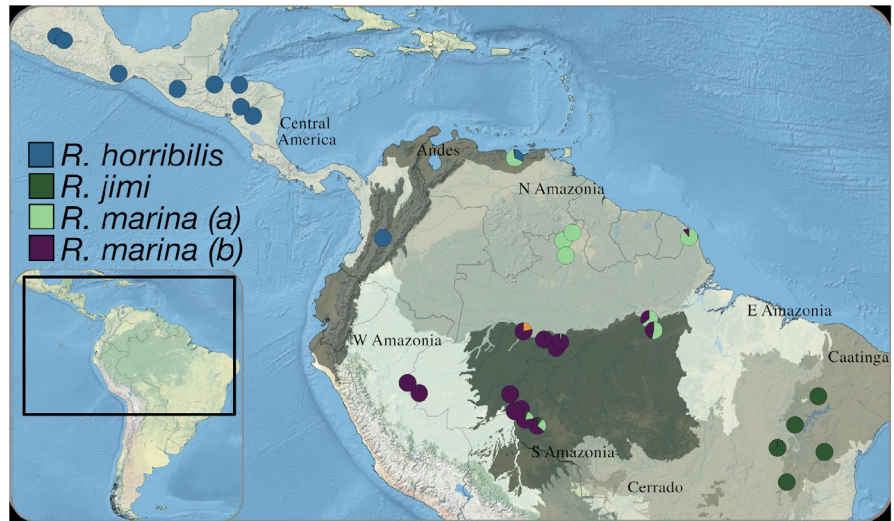 Central
America
Andes
R. horribilis
R. jimi
R. marina (a)
R. marina (b)
N Amazonia
E Amazonia
W Amazonia
Caatinga
S Amazonia
Cerrado